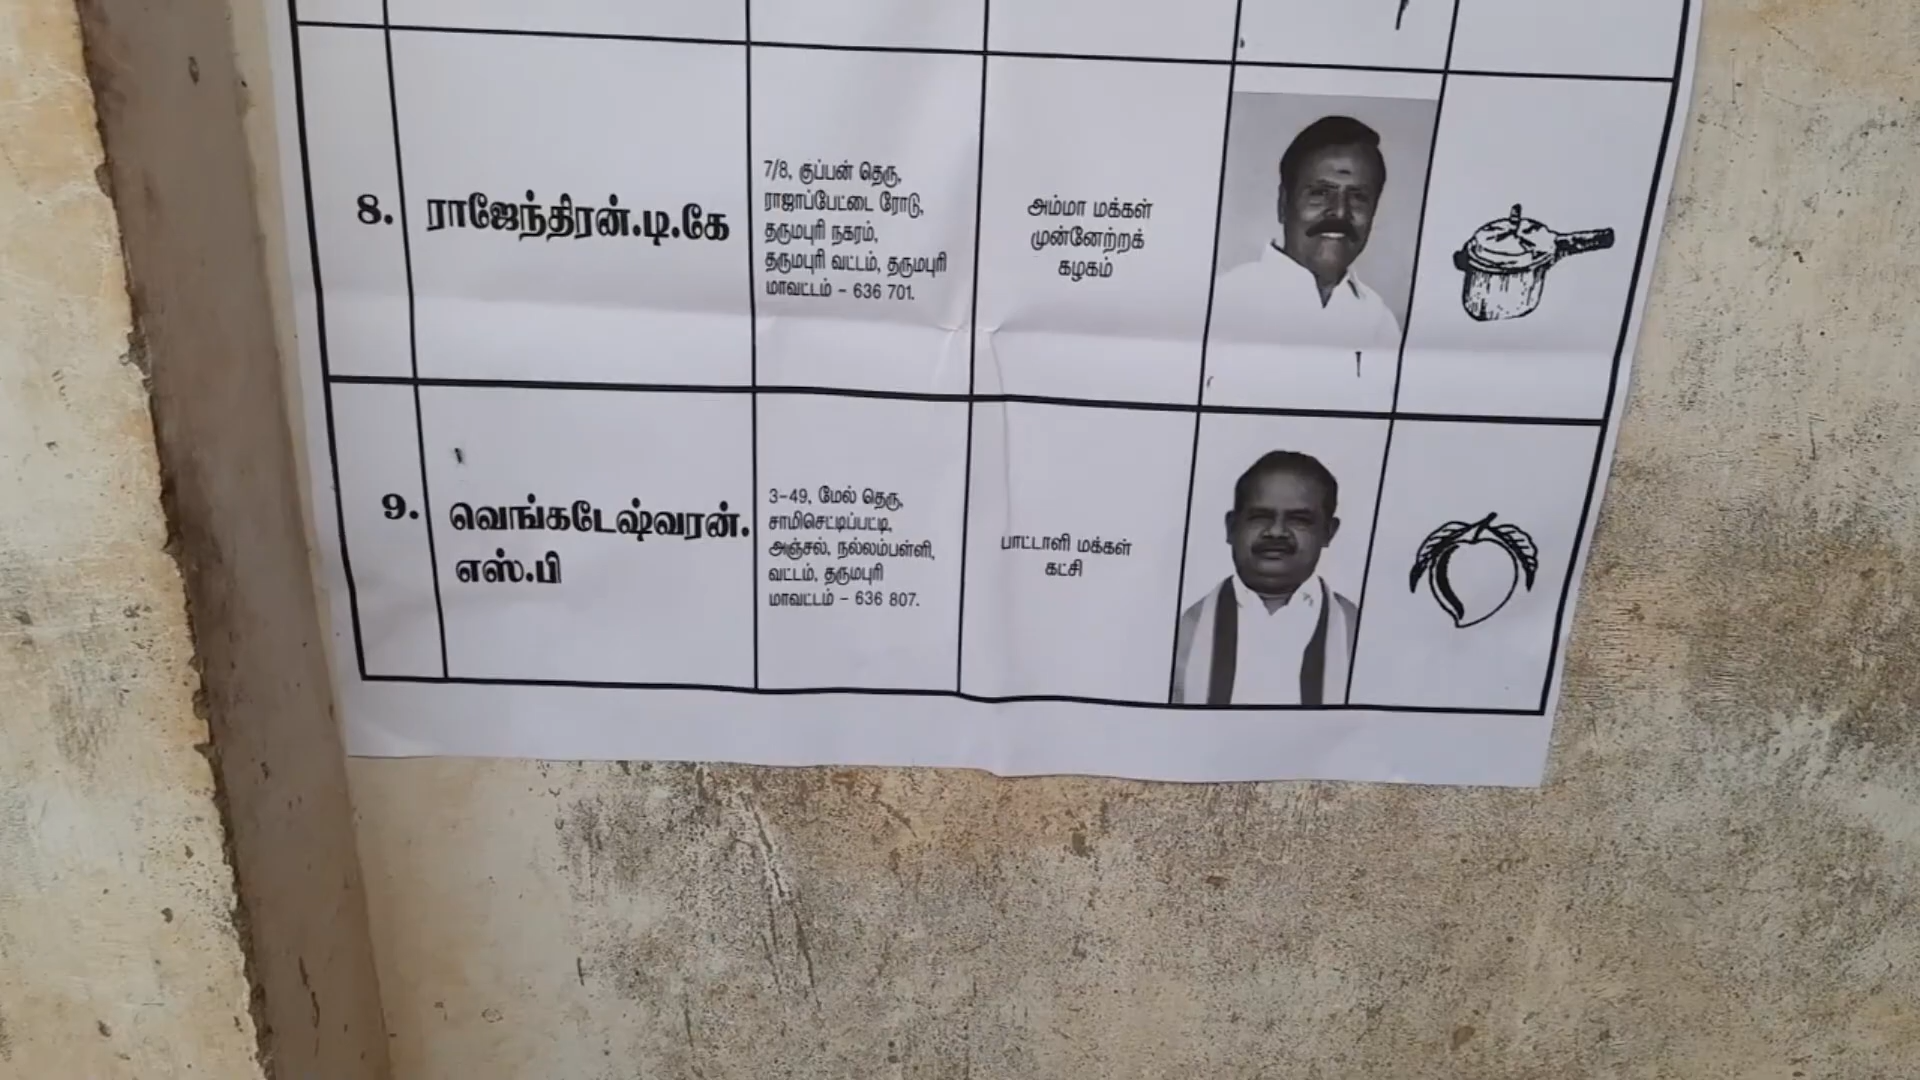 8.
ராஜேந்திரன்.டி.கே
7/8, குப்பன் தெரு,
ராஜாப்பேட்டை ரோடு,
தருமபுரி நகரம்,
தருமபுரி வட்டம், தருமபுரி
மாவட்டம் - 636 701.
அம்மா மக்கள்
முன்னேற்றக்
கழகம்
9.
வெங்கடேஷ்வரன்.
எஸ்.பி
3-49, மேல் தெரு,
சாமிசெட்டிப்பட்டி,
அஞ்சல், நல்லம்பள்ளி,
வட்டம், தருமபுரி
மாவட்டம் - 636 807.
பாட்டாளி மக்கள்
கட்சி